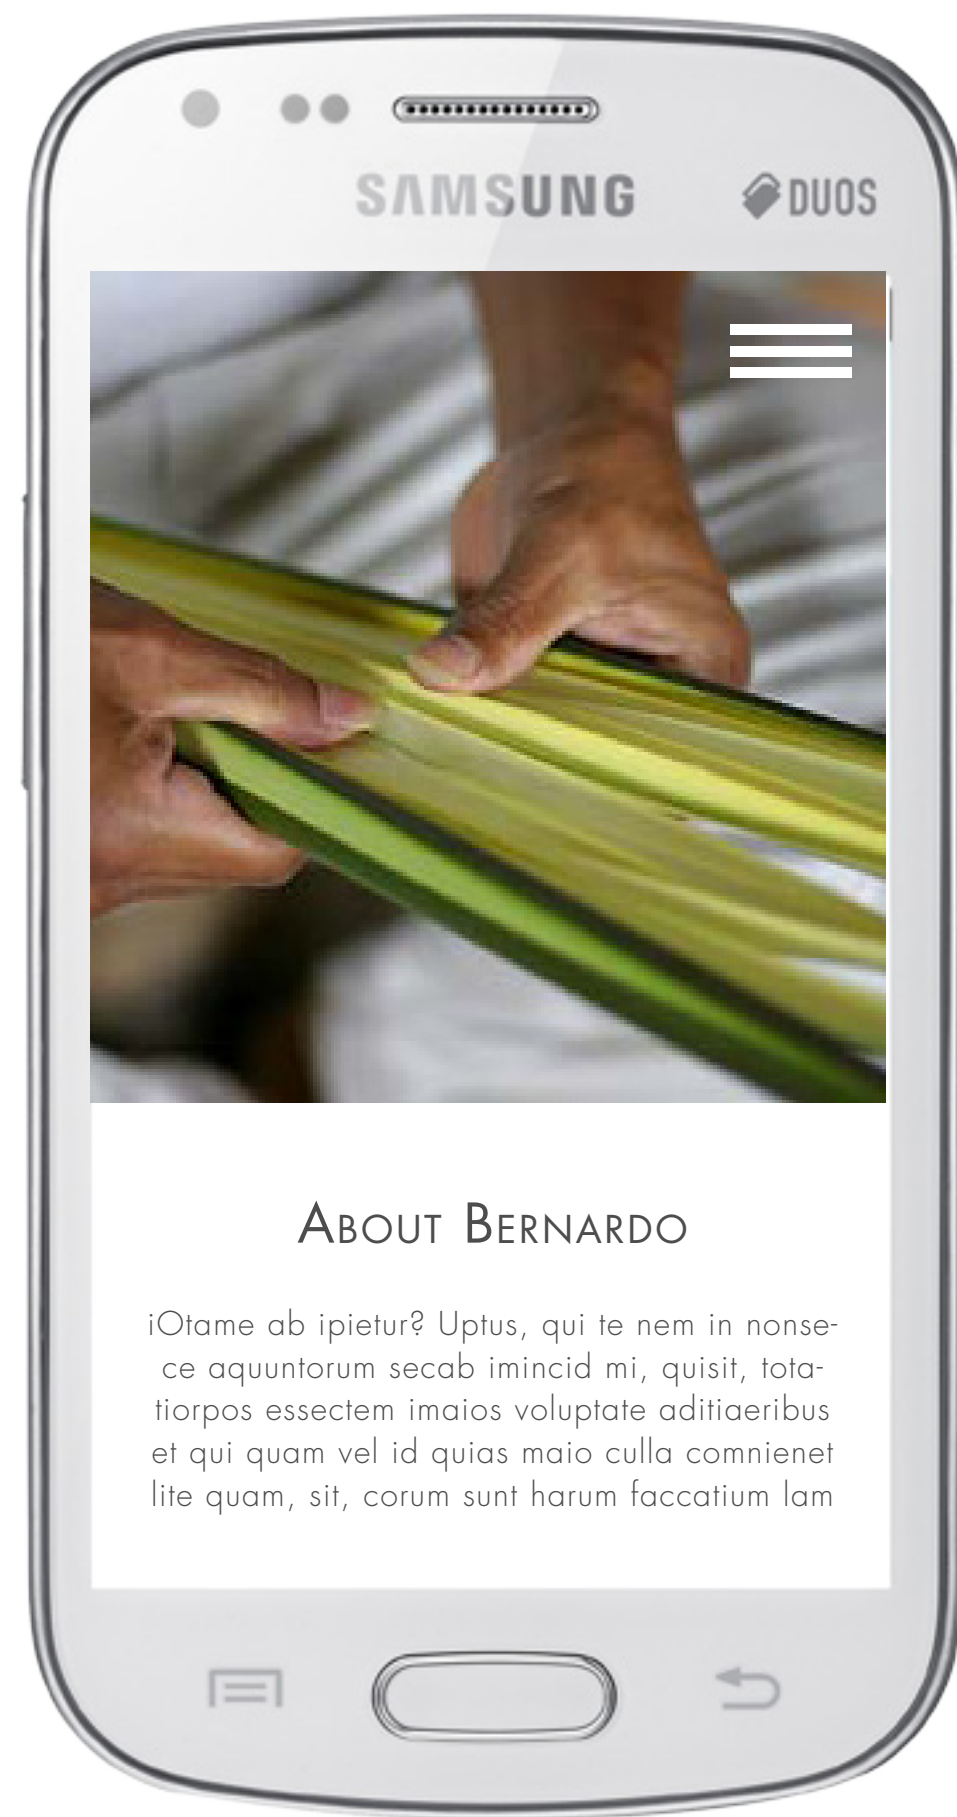 SAMSUNG
DUOS
About Bernardo
iOtame ab ipietur? Uptus, qui te nem in nonse-
ce aquuntorum secab imincid mi, quisit, tota-
tiorpos essectem imaios voluptate aditiaeribus
et qui quam vel id quias maio culla comnienet
lite quam, sit, corum sunt harum faccatium lam